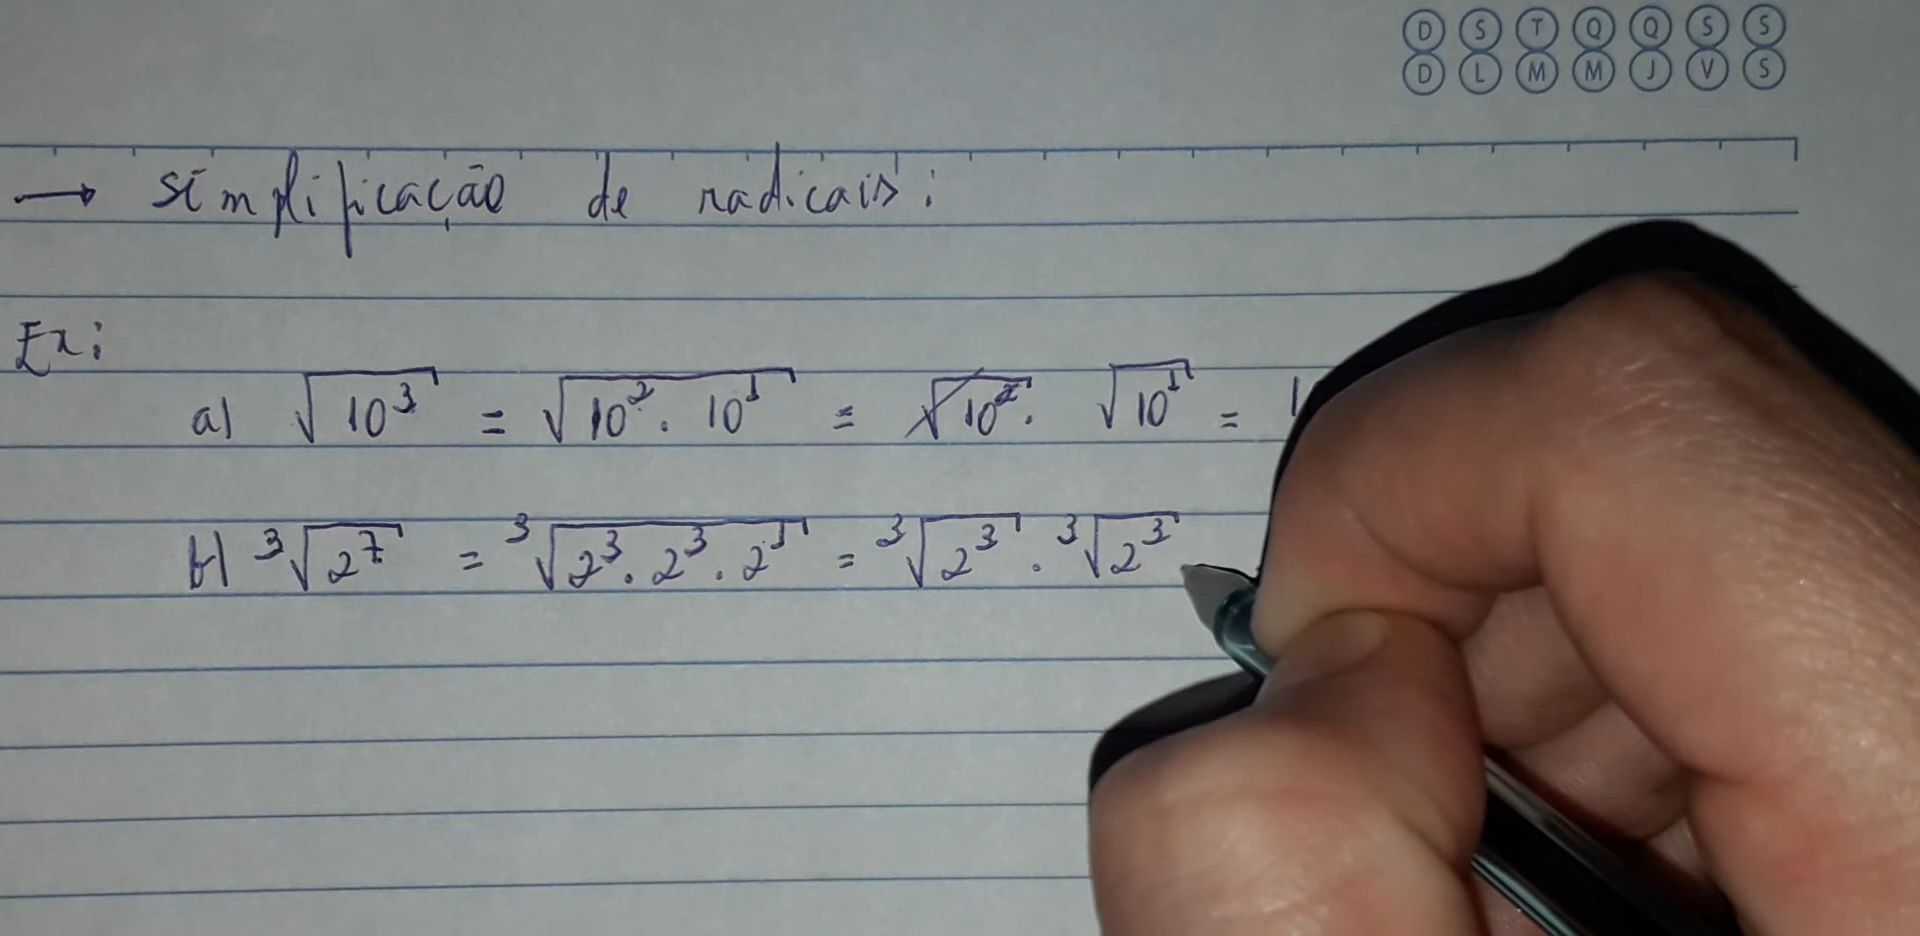 D S T Q Q S S
D L M M J V S
→ simplificação de radicais:
Ex:
a) √10³ = √10² · 10¹ = √10² · √10¹ = 1
b) ³√2⁷ = ³√2³ · 2³ · 2¹ = ³√2³ · ³√2³